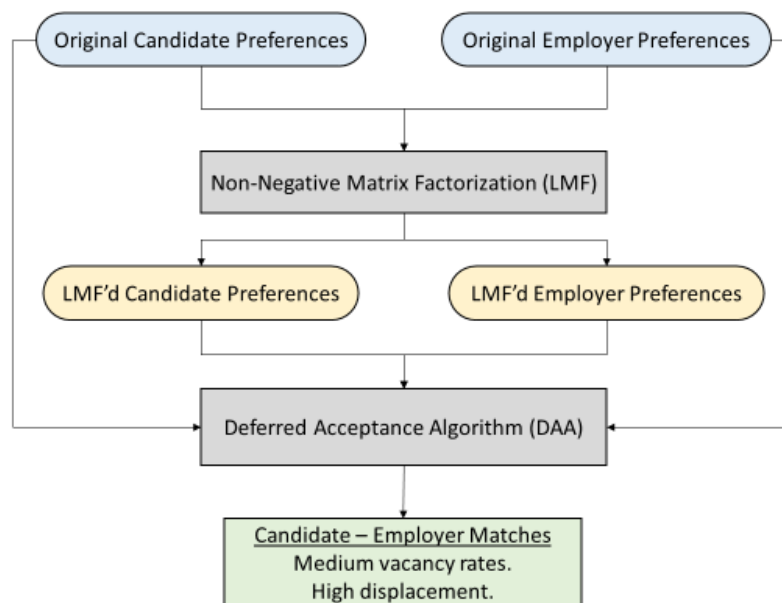 Original Candidate Preferences
Original Employer Preferences
Non-Negative Matrix Factorization (LMF)
LMF'd Candidate Preferences
LMF'd Employer Preferences
Deferred Acceptance Algorithm (DAA)
Candidate – Employer Matches
Medium vacancy rates.
High displacement.